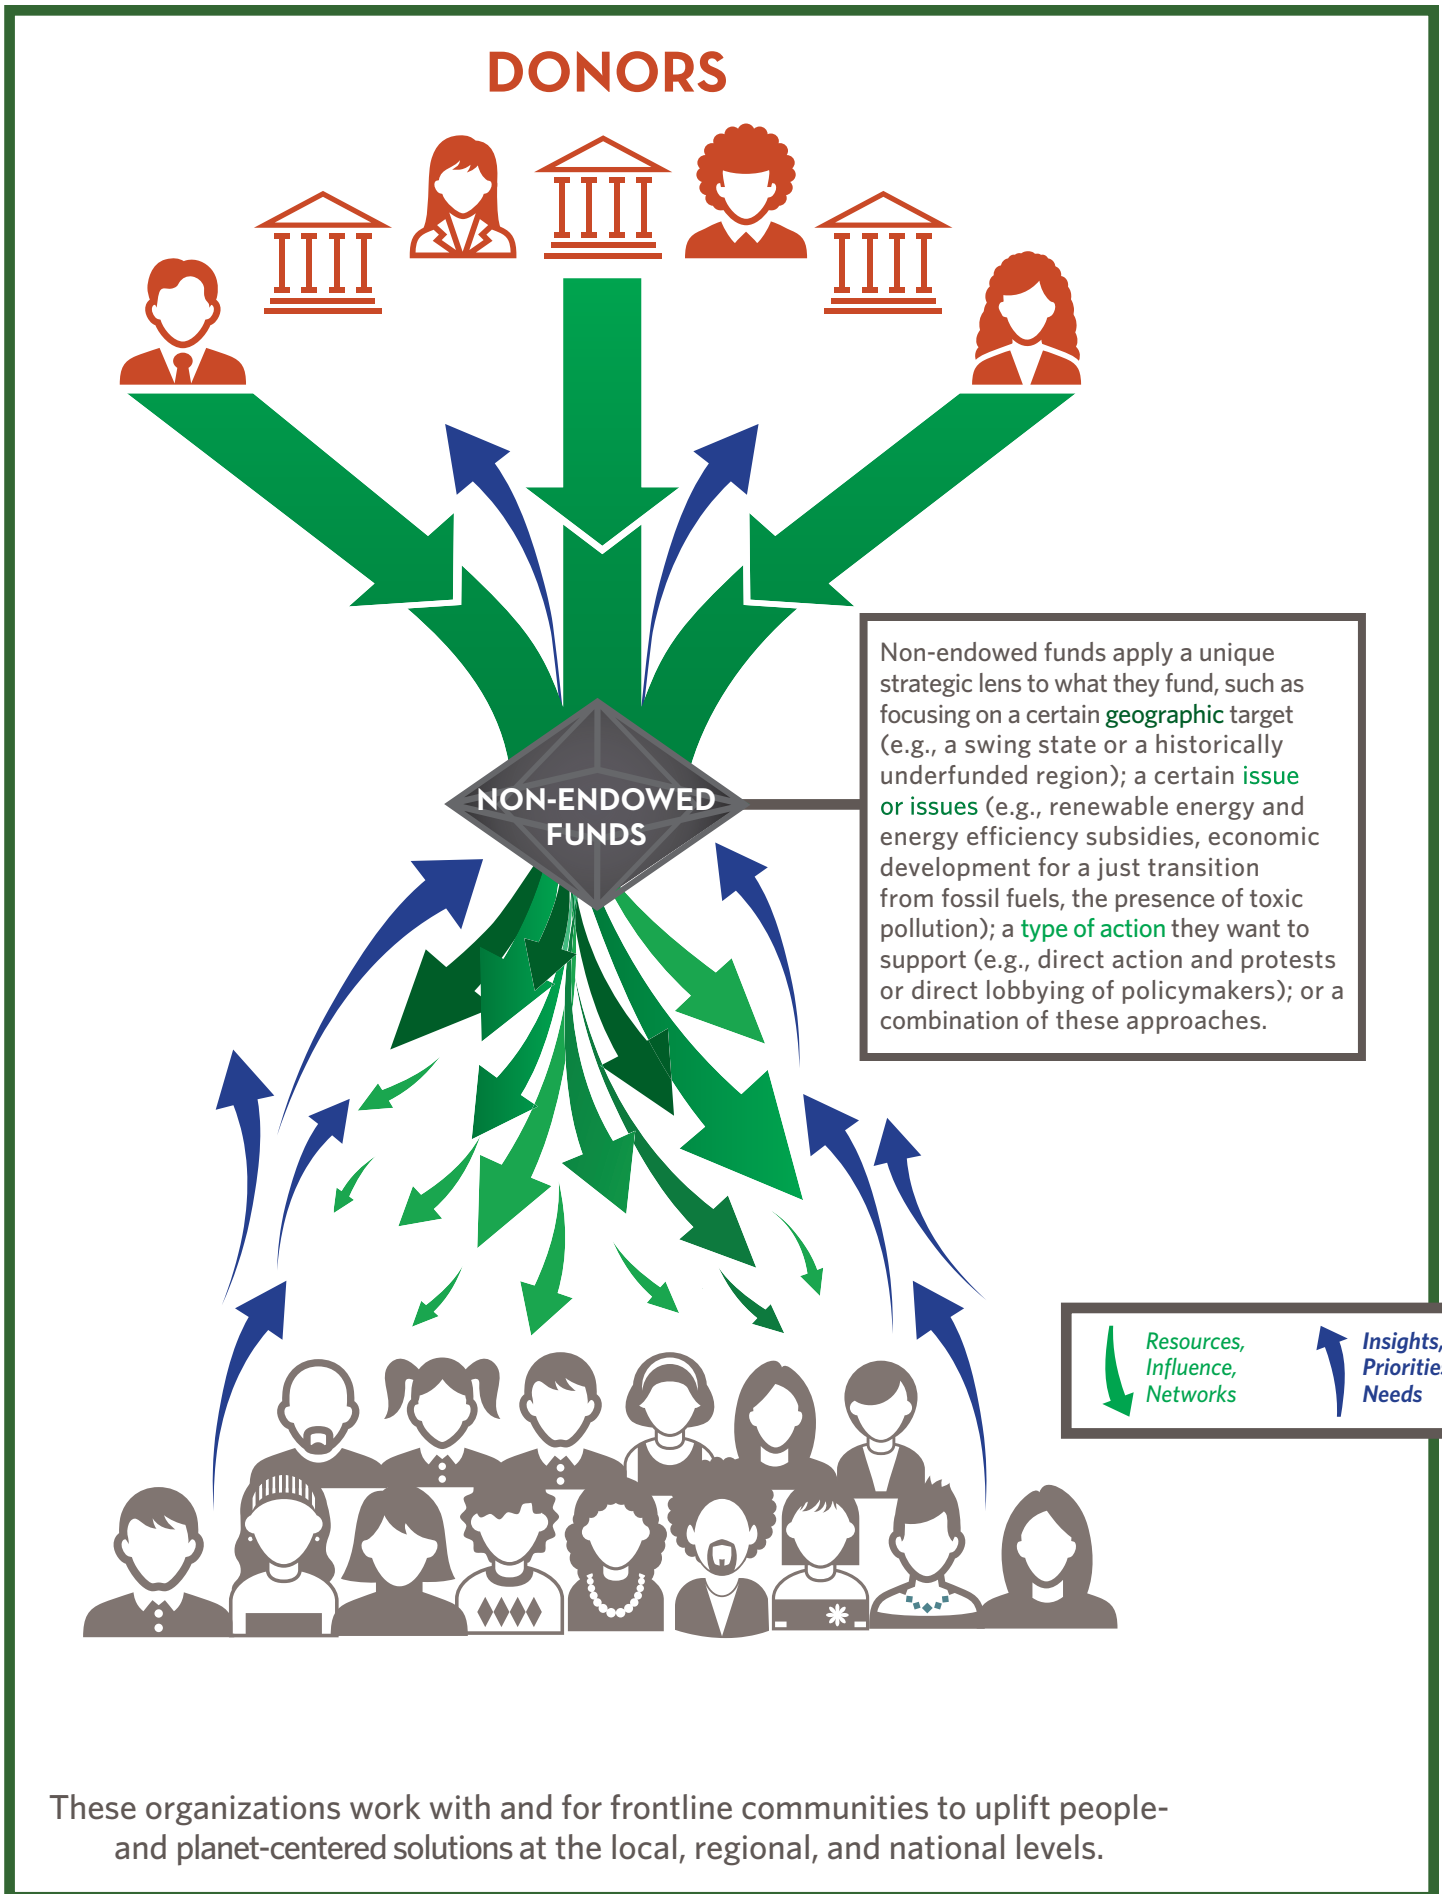 DONORS
NON-ENDOWED
FUNDS
Non-endowed funds apply a unique
strategic lens to what they fund, such as
focusing on a certain geographic target
(e.g., a swing state or a historically
underfunded region); a certain issue
or issues (e.g., renewable energy and
energy efficiency subsidies, economic
development for a just transition
from fossil fuels, the presence of toxic
pollution); a type of action they want to
support (e.g., direct action and protests
or direct lobbying of policymakers); or a
combination of these approaches.
Resources,
Influence,
Networks
Insights,
Needs
These organizations work with and for frontline communities to uplift people-
and planet-centered solutions at the local, regional, and national levels.